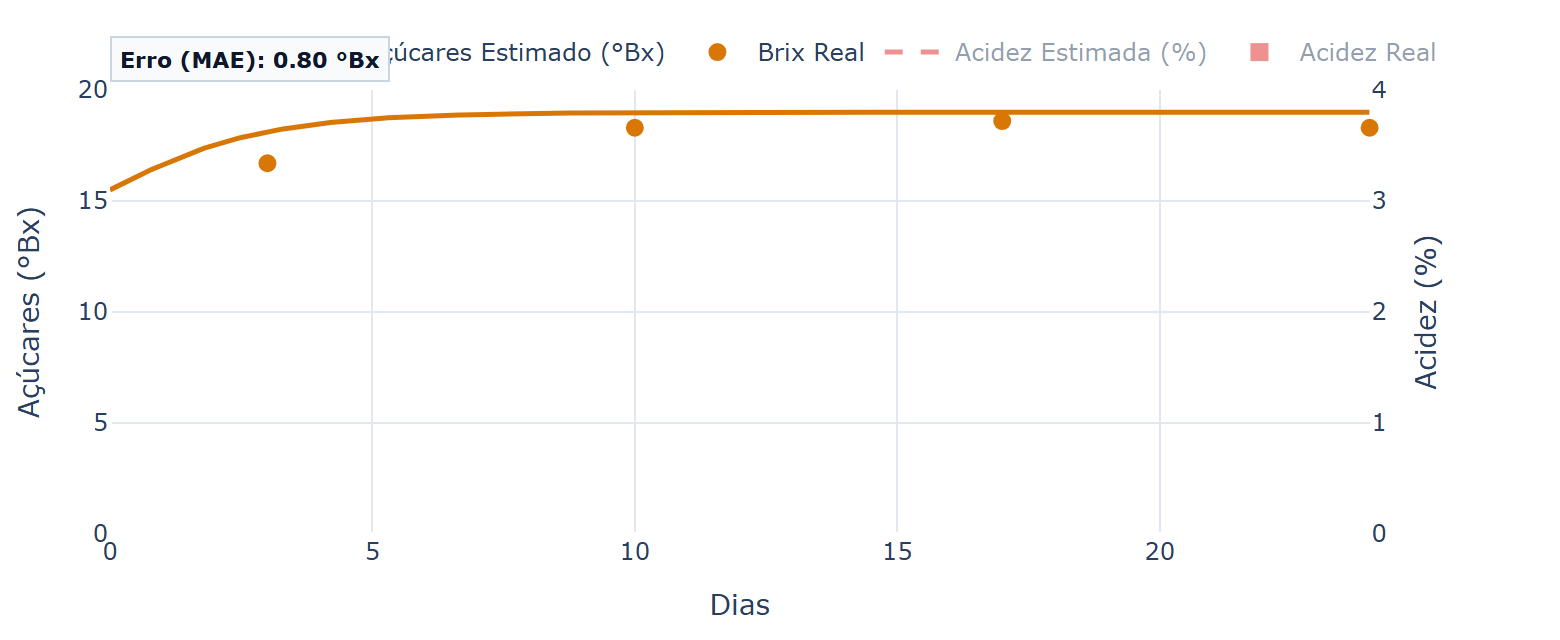 Erro (MAE): 0.80 °Bx
çúcares Estimado (°Bx)
Brix Real
Acidez Estimada (%)
Acidez Real
20
15
10
5
0
Açúcares (°Bx)
4
3
2
1
0
Acidez (%)
0 5 10 15 20
Dias